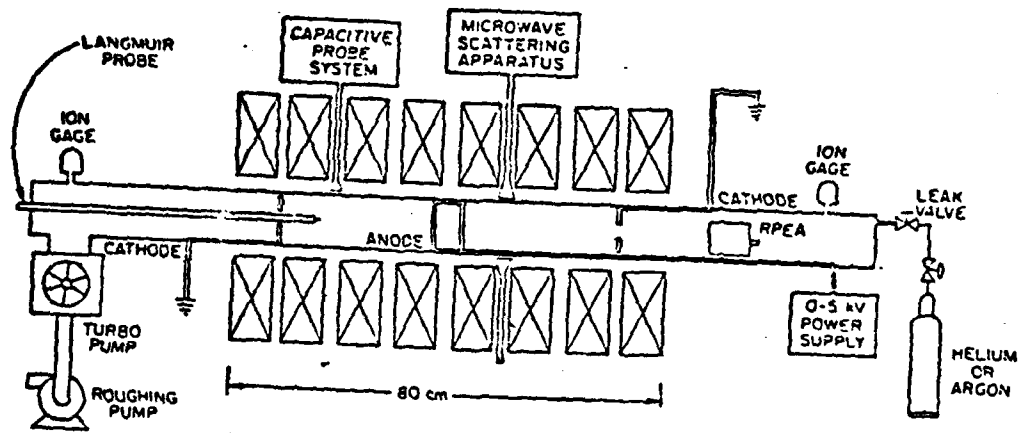 LANGMUIR
PROBE
CAPACITIVE
PROBE
SYSTEM
MICROWAVE
SCATTERING
APPARATUS
ION
GAGE
ION
GAGE
CATHODE
LEAK
VALVE
ANODE
RPEA
CATHODE
TURBO
PUMP
0-5 kV
POWER
SUPPLY
HELIUM
OR
ARGON
80 cm
ROUGHING
PUMP